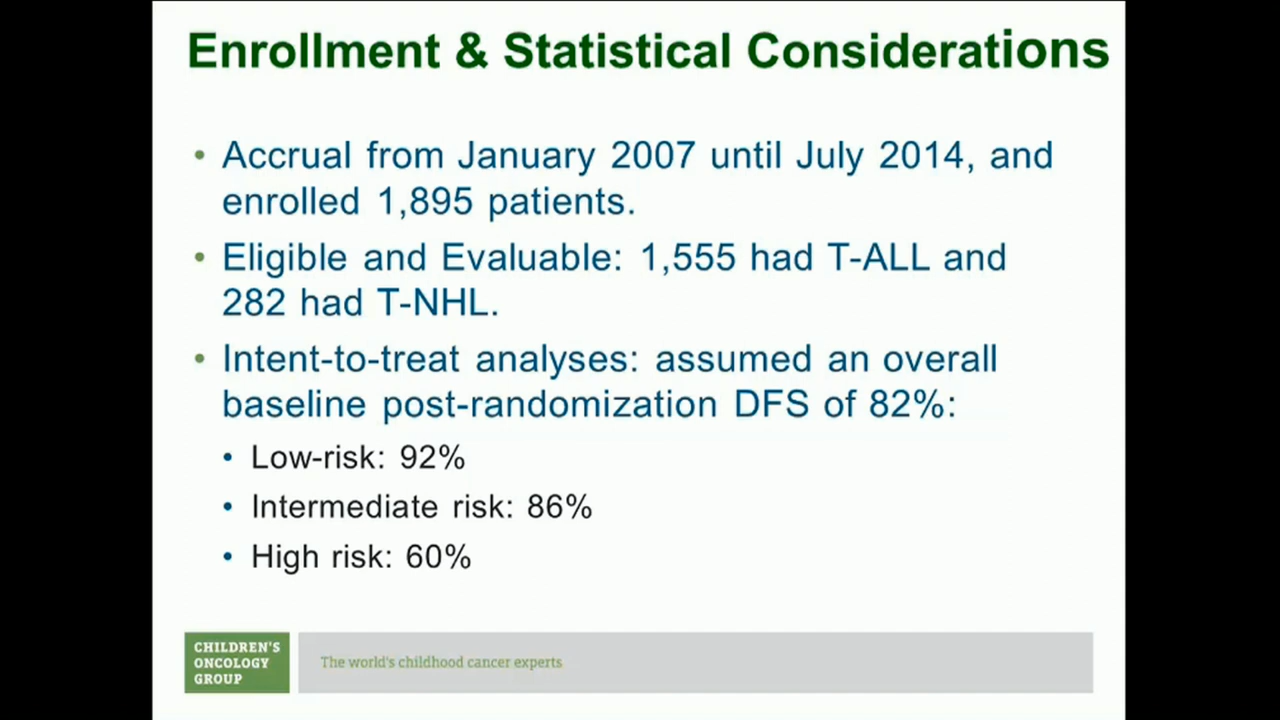 Enrollment & Statistical Considerations
• Accrual from January 2007 until July 2014, and
enrolled 1,895 patients.
• Eligible and Evaluable: 1,555 had T-ALL and
282 had T-NHL.
• Intent-to-treat analyses: assumed an overall
baseline post-randomization DFS of 82%:
• Low-risk: 92%
• Intermediate risk: 86%
• High risk: 60%
CHILDREN'S
ONCOLOGY
GROUP
The world's childhood cancer experts